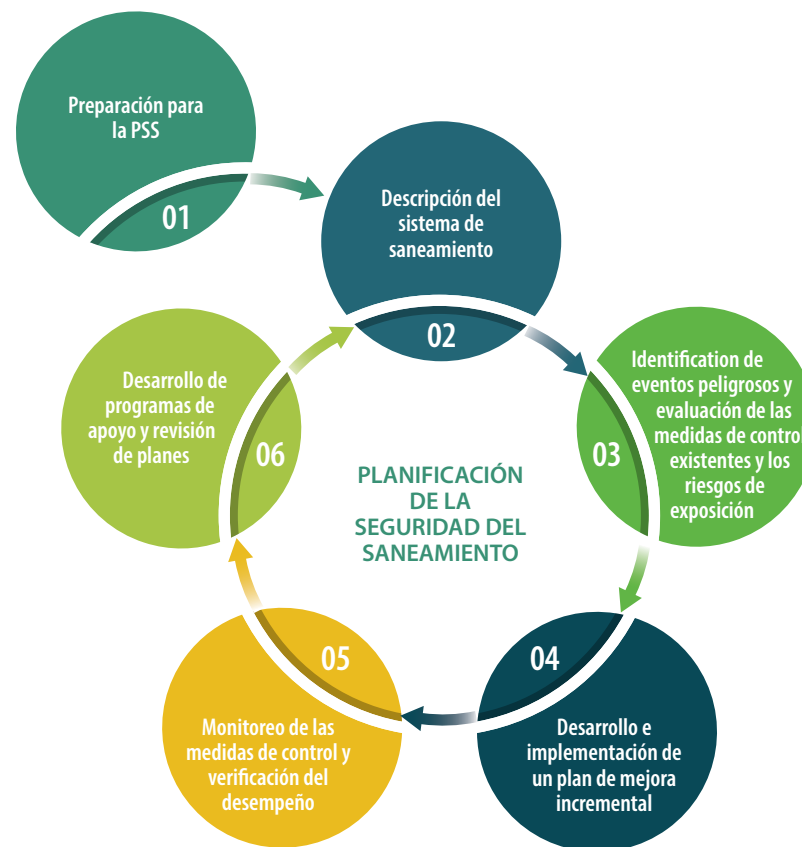 Preparación para
la PSS
01
Descripción del
sistema de
saneamiento
02
Identification de
eventos peligrosos y
evaluación de las
medidas de control
existentes y los
riesgos de
exposición
03
Desarrollo e
implementación de
un plan de mejora
incremental
04
Monitoreo de las
medidas de control y
verificación del
desempeño
05
Desarrollo de
programas de
apoyo y revisión
de planes
06
PLANIFICACIÓN
DE LA
SEGURIDAD DEL
SANEAMIENTO